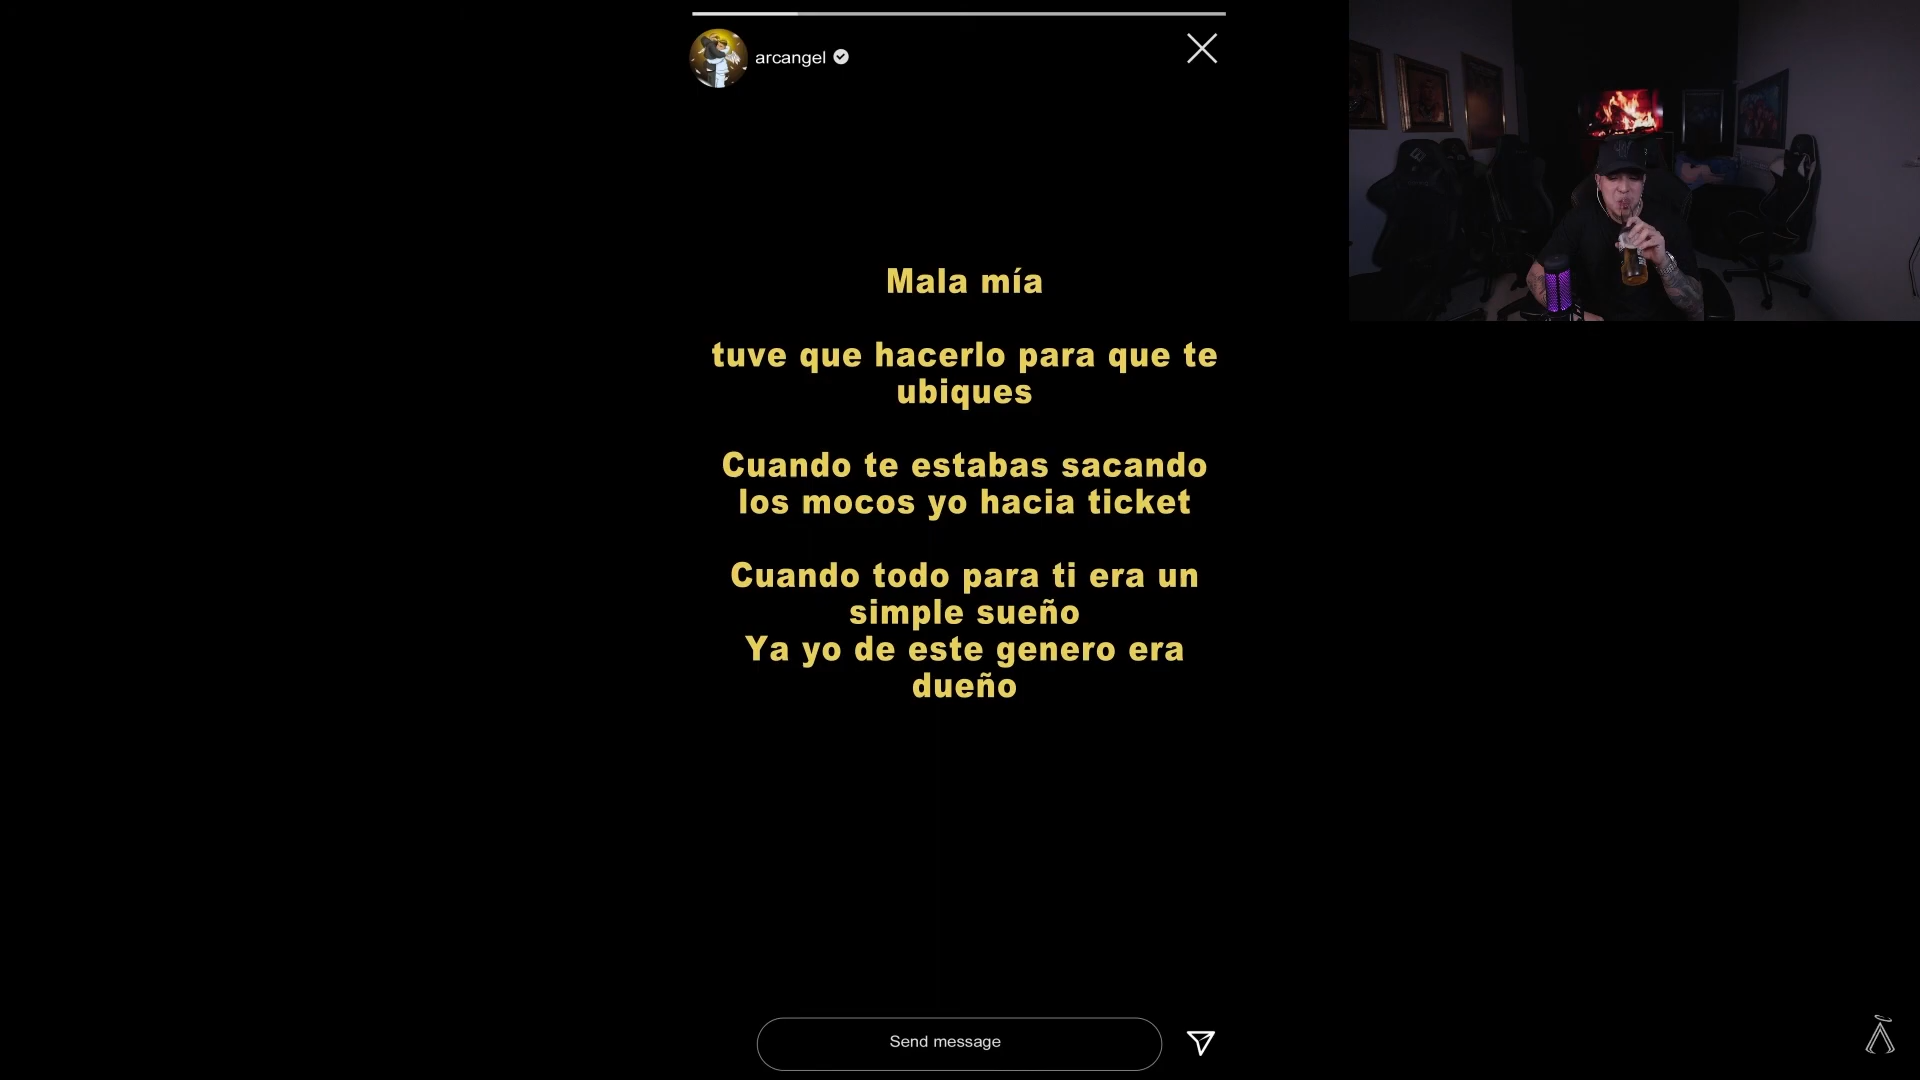 arcangel
Mala mía
tuve que hacerlo para que te
ubiques
Cuando te estabas sacando
los mocos yo hacia ticket
Cuando todo para ti era un
simple sueño
Ya yo de este genero era
dueño
Send message